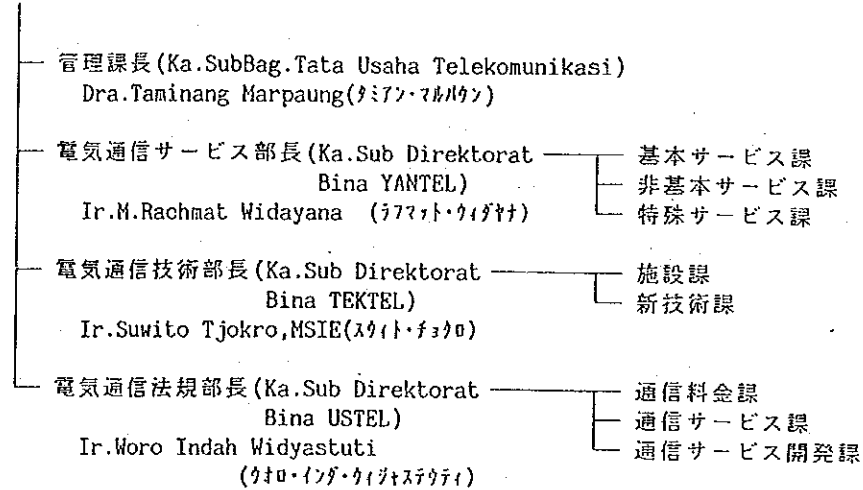 管理課長(Ka.SubBag.Tata Usaha Telekomunikasi)
Dra.Taminang Marpaung(ﾀﾐｱﾝ・ﾏﾙﾊﾟｳﾝ)
電気通信サービス部長(Ka.Sub Direktorat 基本サービス課
Bina YANTEL) 非基本サービス課
Ir.M.Rachmat Widayana (ﾗﾌﾏｯﾄ・ｳｨﾀﾞﾔﾅ) 特殊サービス課
電気通信技術部長(Ka.Sub Direktorat 施設課
Bina TEKTEL) 新技術課
Ir.Suwito Tjokro,MSIE(ｽｳｨﾄ・ﾁｮｸﾛ)
電気通信法規部長(Ka.Sub Direktorat 通信料金課
Bina USTEL) 通信サービス課
Ir.Woro Indah Widyastuti 通信サービス開発課
(ｳｵﾛ・ｲﾝﾀﾞ・ｳｨｼﾞｬｽﾃｳﾃｨ)